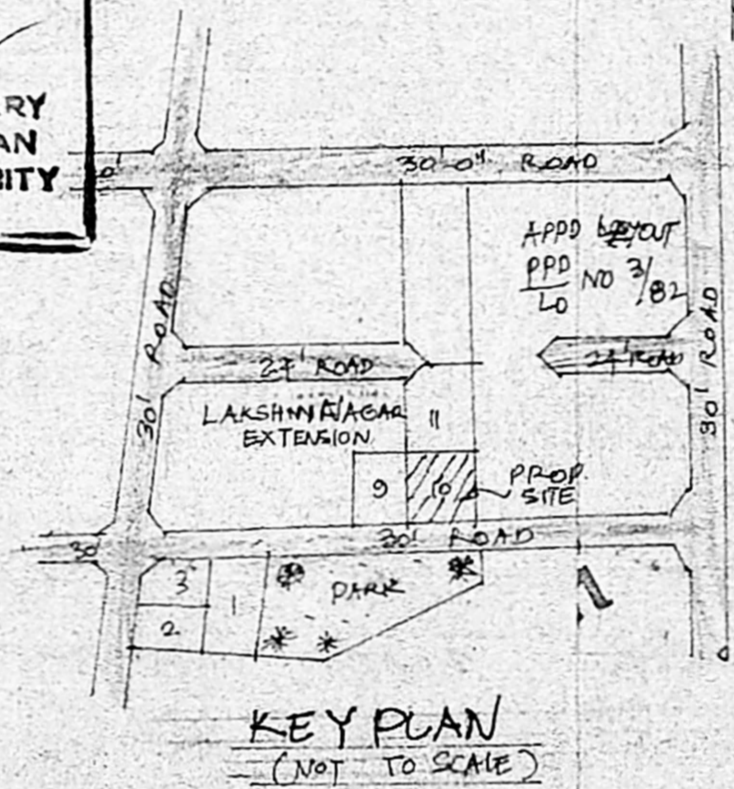 RY
AN
RITY
30'-0" ROAD
APPD LAYOUT
PPD
LO
NO 3/82
30' ROAD
30' ROAD
27' ROAD
24' ROAD
LAKSHMI NAGAR
EXTENSION
11
9
10
PROP.
SITE
30' ROAD
30'
3
1
2
PARK
KEY PLAN
(NOT TO SCALE)